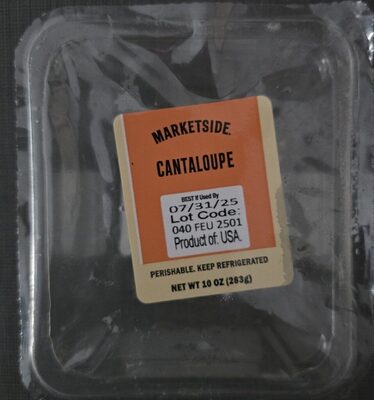 MARKETSIDE.
CANTALOUPE
BEST If Used By
07/31/25
Lot Code:
040 FEU 2501
Product of: USA.
PERISHABLE. KEEP REFRIGERATED
NET WT 10 OZ (283g)